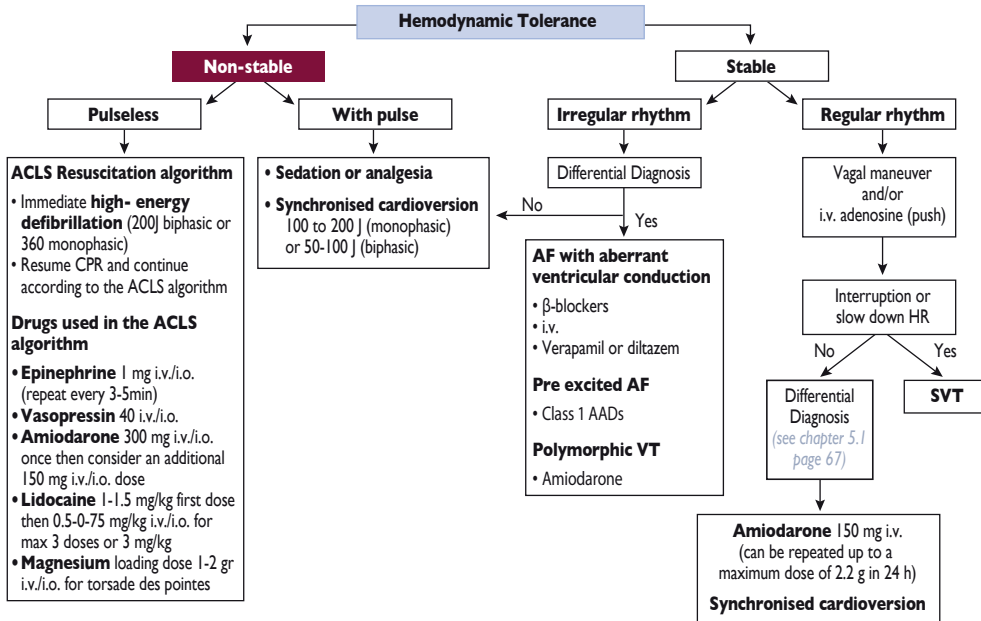 Hemodynamic Tolerance
Non-stable
Stable
Pulseless
With pulse
Irregular rhythm
Regular rhythm
ACLS Resuscitation algorithm
• Immediate high- energy
defibrillation (200J biphasic or
360 monophasic)
• Resume CPR and continue
according to the ACLS algorithm
Drugs used in the ACLS
algorithm
• Epinephrine 1 mg i.v./i.o.
(repeat every 3-5min)
• Vasopressin 40 i.v./i.o.
• Amiodarone 300 mg i.v./i.o.
once then consider an additional
150 mg i.v./i.o. dose
• Lidocaine 1-1.5 mg/kg first dose
then 0.5-0-75 mg/kg i.v./i.o. for
max 3 doses or 3 mg/kg
• Magnesium loading dose 1-2 gr
i.v./i.o. for torsade des pointes
• Sedation or analgesia
• Synchronised cardioversion
100 to 200 J (monophasic)
or 50-100 J (biphasic)
Differential Diagnosis
No
Yes
AF with aberrant
ventricular conduction
• β-blockers
• i.v.
• Verapamil or diltazem
Pre excited AF
• Class 1 AADs
Polymorphic VT
• Amiodarone
Vagal maneuver
and/or
i.v. adenosine (push)
Interruption or
slow down HR
No
Yes
Differential
Diagnosis
(see chapter 5.1
page 67)
SVT
Amiodarone 150 mg i.v.
(can be repeated up to a
maximum dose of 2.2 g in 24 h)
Synchronised cardioversion